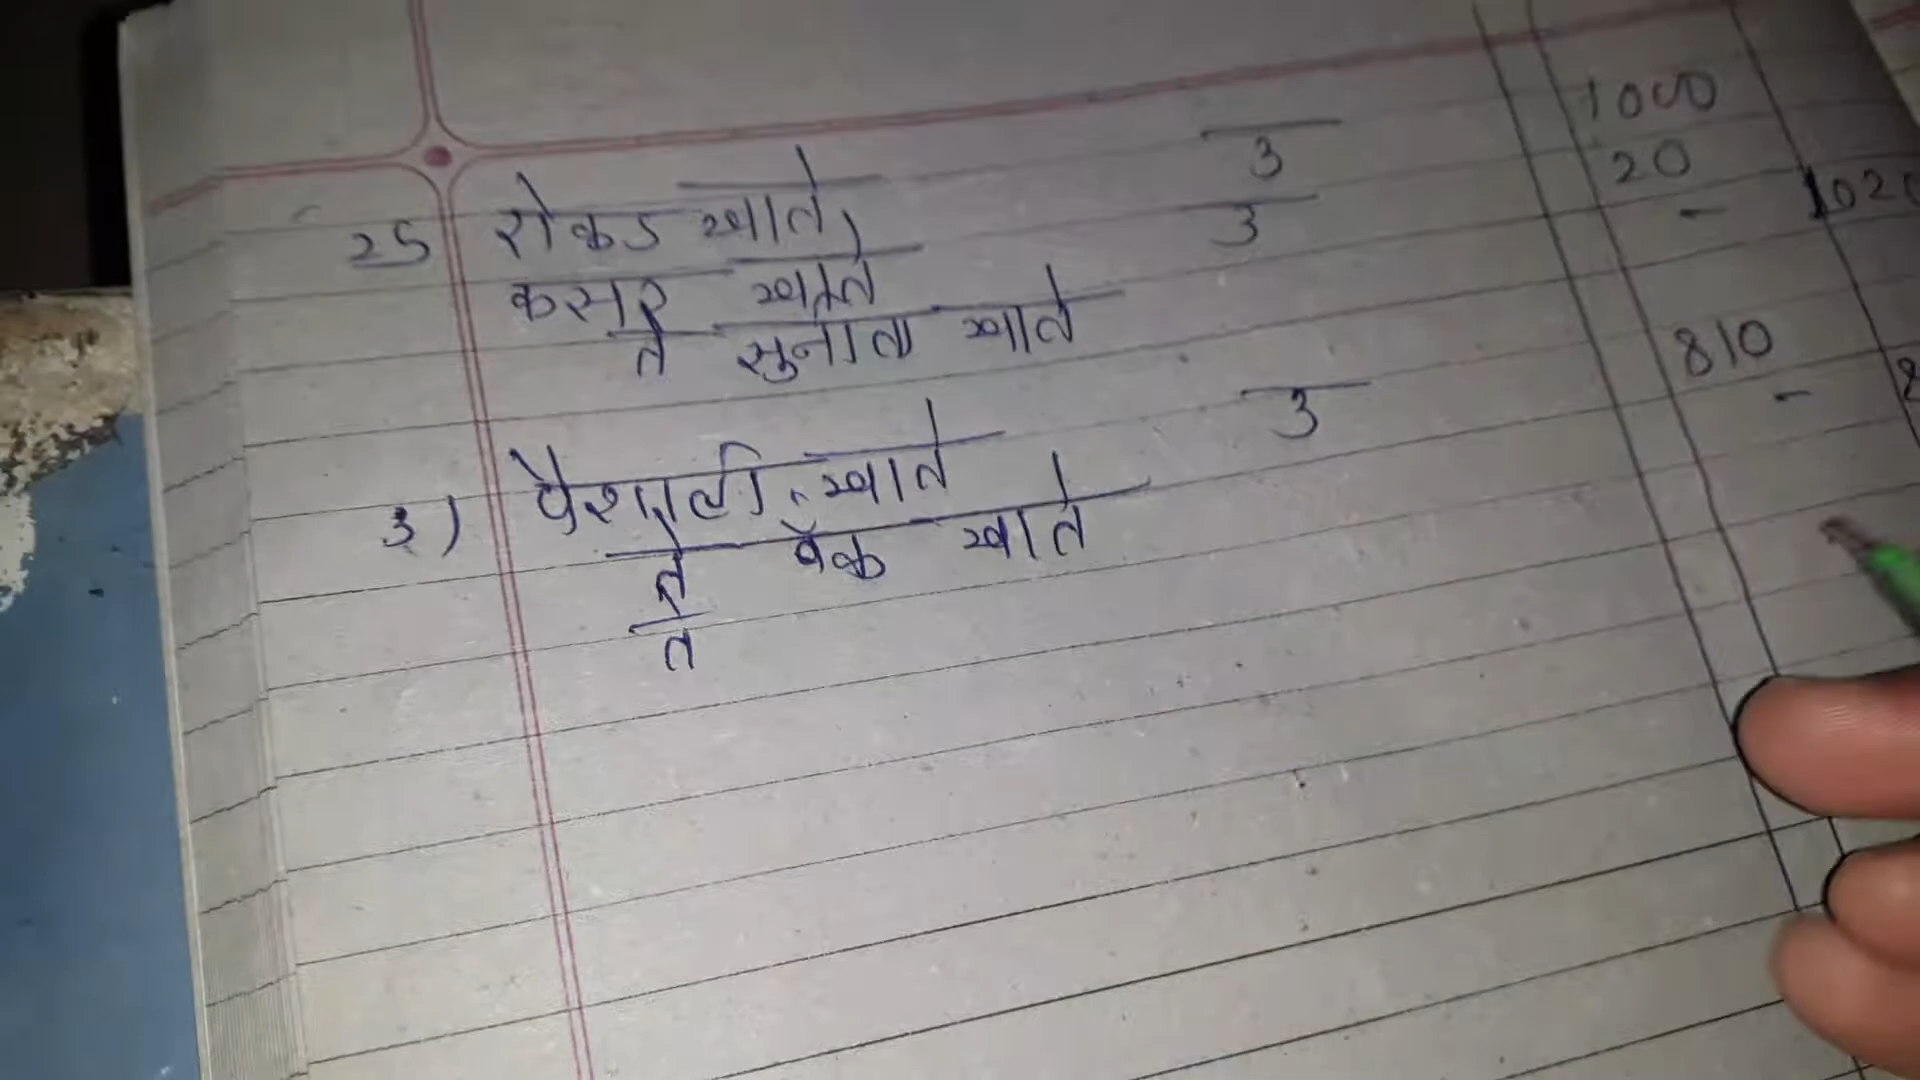 25 रोकड खाते 3 1000
कसर खाते 3 20
ते सुनीता खाते - 1020
3) वैशाली खाते 3 810
ते बँक खाते -
ते